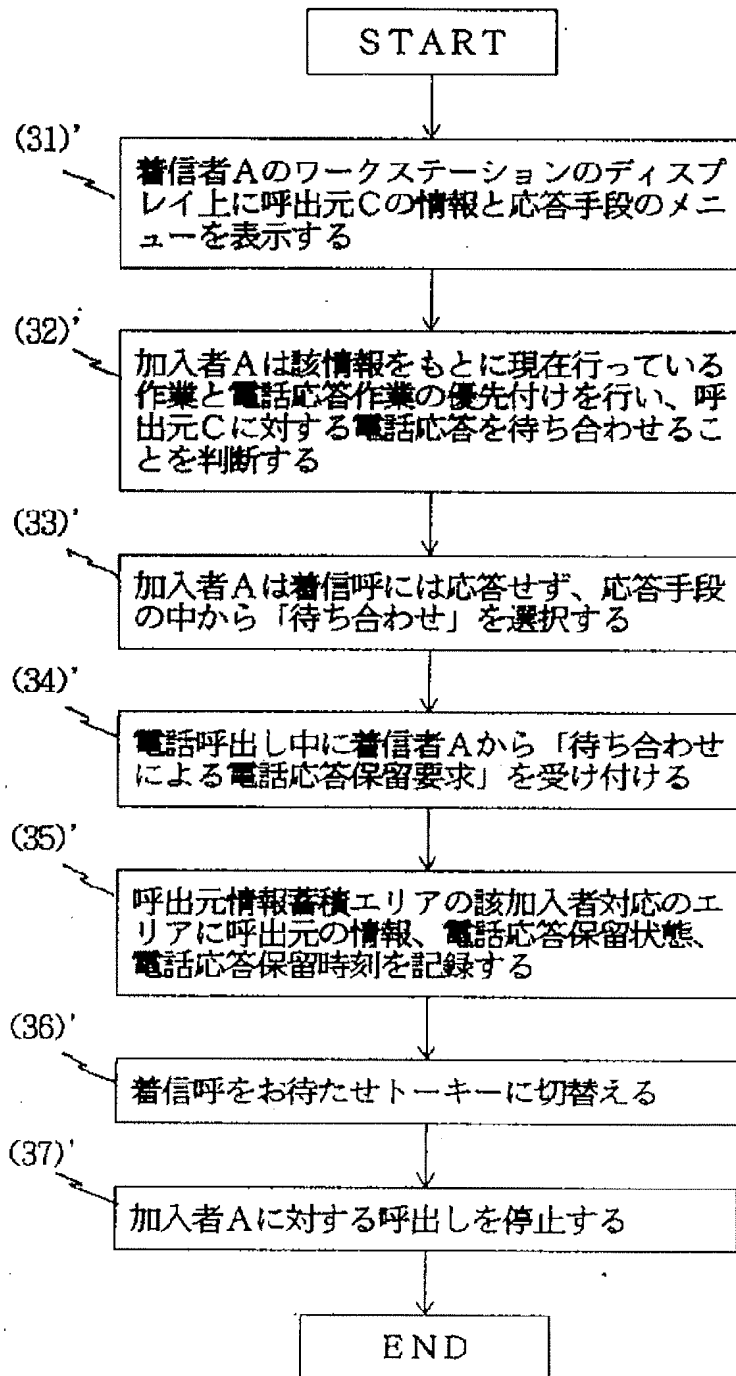 START
(31)'
着信者Aのワークステーションのディスプ
レイ上に呼出元Cの情報と応答手段のメニ
ューを表示する
(32)'
加入者Aは該情報をもとに現在行っている
作業と電話応答作業の優先付けを行い、呼
出元Cに対する電話応答を待ち合わせるこ
とを判断する
(33)'
加入者Aは着信呼には応答せず、応答手段
の中から「待ち合わせ」を選択する
(34)'
電話呼出し中に着信者Aから「待ち合わせ
による電話応答保留要求」を受け付ける
(35)'
呼出元情報蓄積エリアの該加入者対応のエ
リアに呼出元の情報、電話応答保留状態、
電話応答保留時刻を記録する
(36)'
着信呼をお待たせトーキーに切替える
(37)'
加入者Aに対する呼出しを停止する
END